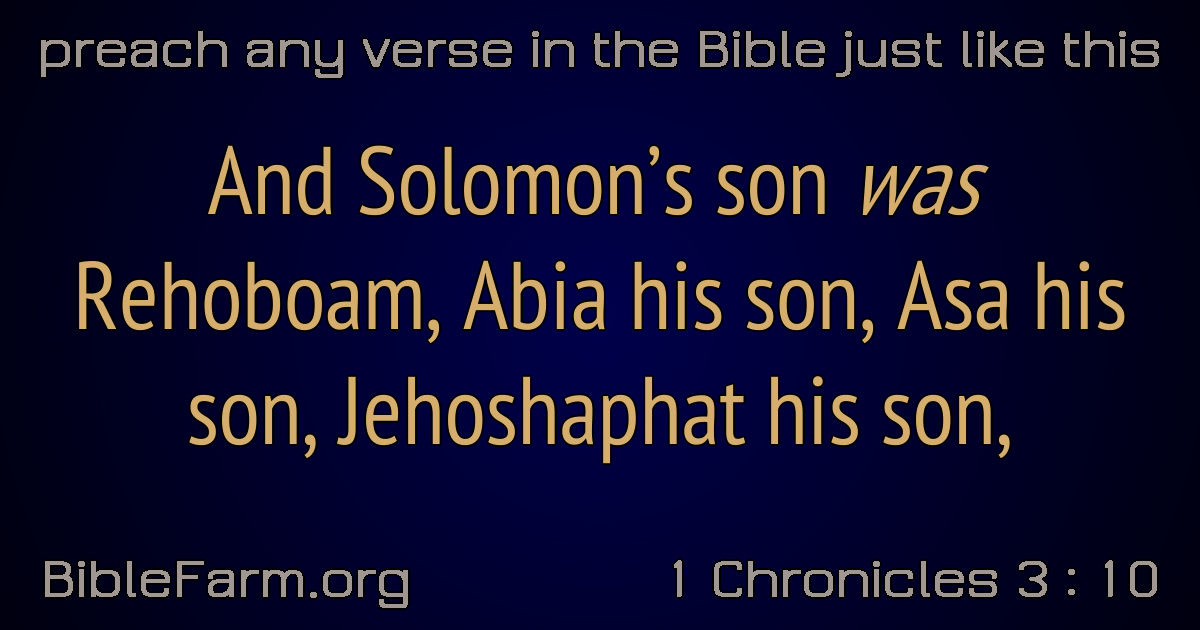 preach any verse in the Bible just like this
And Solomon’s son was
Rehoboam, Abia his son, Asa his
son, Jehoshaphat his son,
BibleFarm.org
1 Chronicles 3 : 10